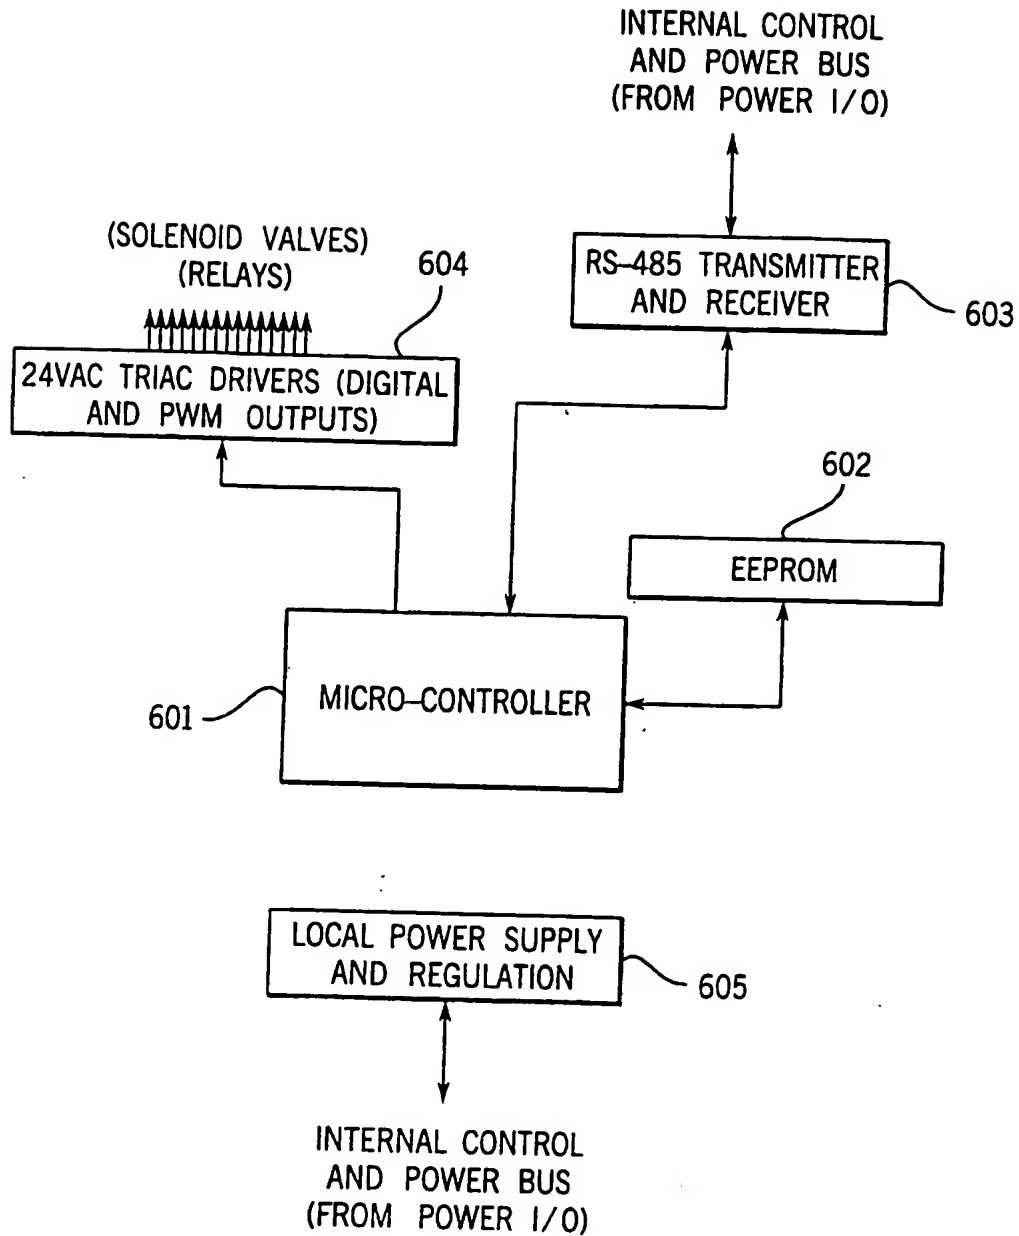 INTERNAL CONTROL
AND POWER BUS
(FROM POWER I/O)
(SOLENOID VALVES)
(RELAYS)
604
RS-485 TRANSMITTER
AND RECEIVER
603
24VAC TRIAC DRIVERS (DIGITAL
AND PWM OUTPUTS)
602
EEPROM
MICRO-CONTROLLER
601
LOCAL POWER SUPPLY
AND REGULATION
605
INTERNAL CONTROL
AND POWER BUS
(FROM POWER I/O)